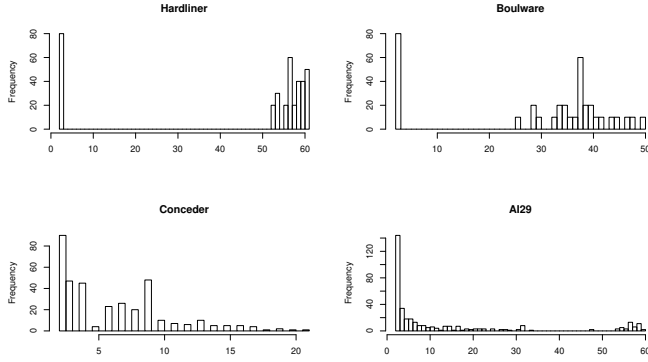 Hardliner
Frequency
0 20 40 60 80
0 10 20 30 40 50 60
Boulware
Frequency
0 20 40 60 80
10 20 30 40 50
Conceder
Frequency
0 20 40 60 80
5 10 15 20
AI29
Frequency
0 40 80 120
0 10 20 30 40 50 60